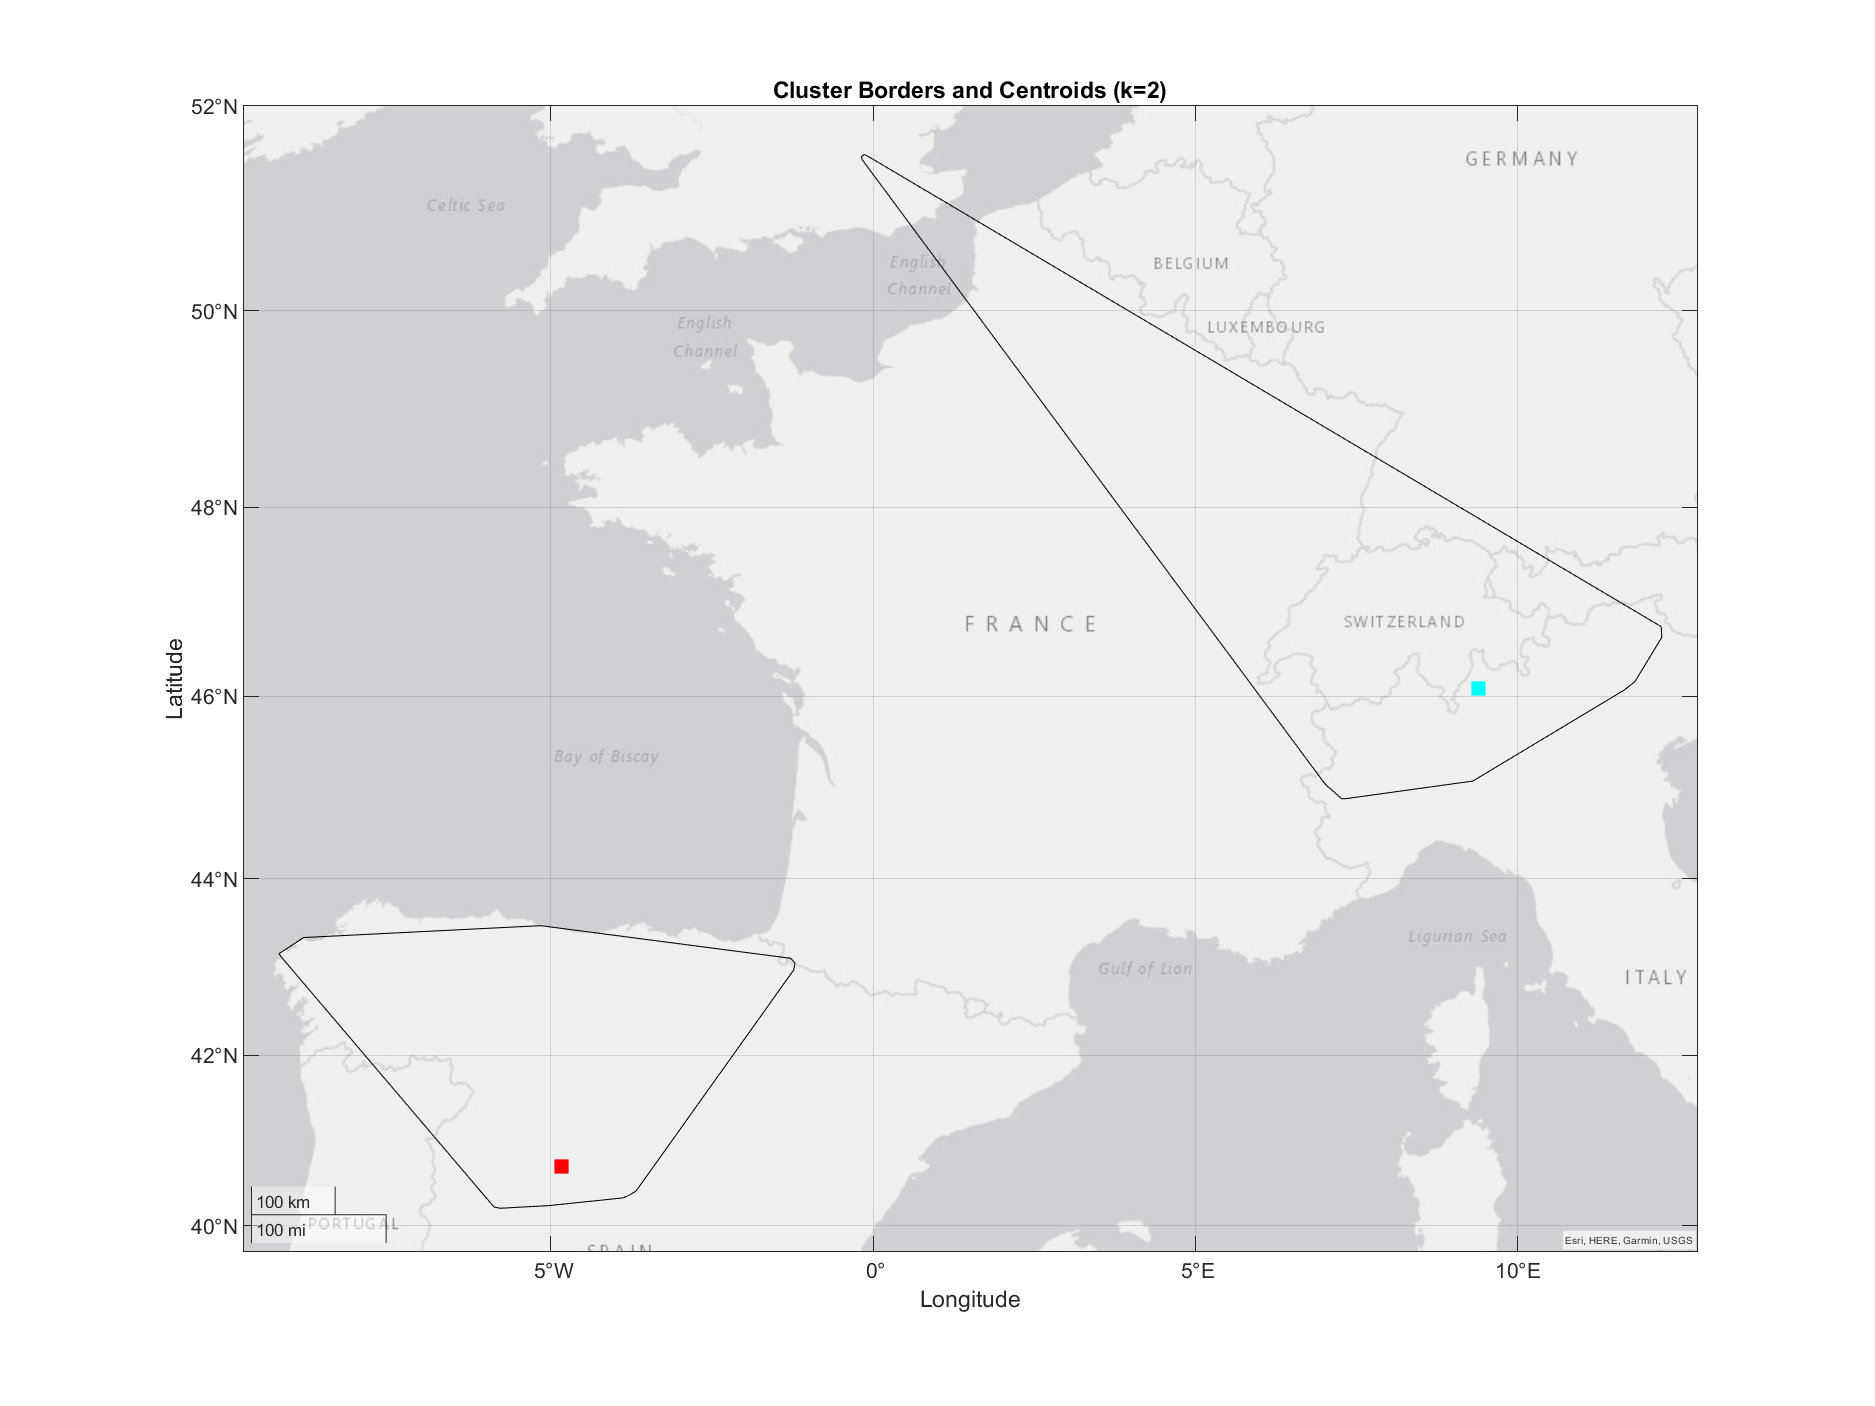 Cluster Borders and Centroids (k=2)
52°N
50°N
48°N
46°N
44°N
42°N
40°N
Latitude
GERMANY
Celtic Sea
BELGIUM
English
Channel
English
Channel
LUXEMBOURG
FRANCE
SWITZERLAND
Bay of Biscay
Ligurian Sea
Gulf of Lion
ITALY
100 km
100 mi
PORTUGAL
SPAIN
Esri, HERE, Garmin, USGS
5°W
0°
5°E
10°E
Longitude